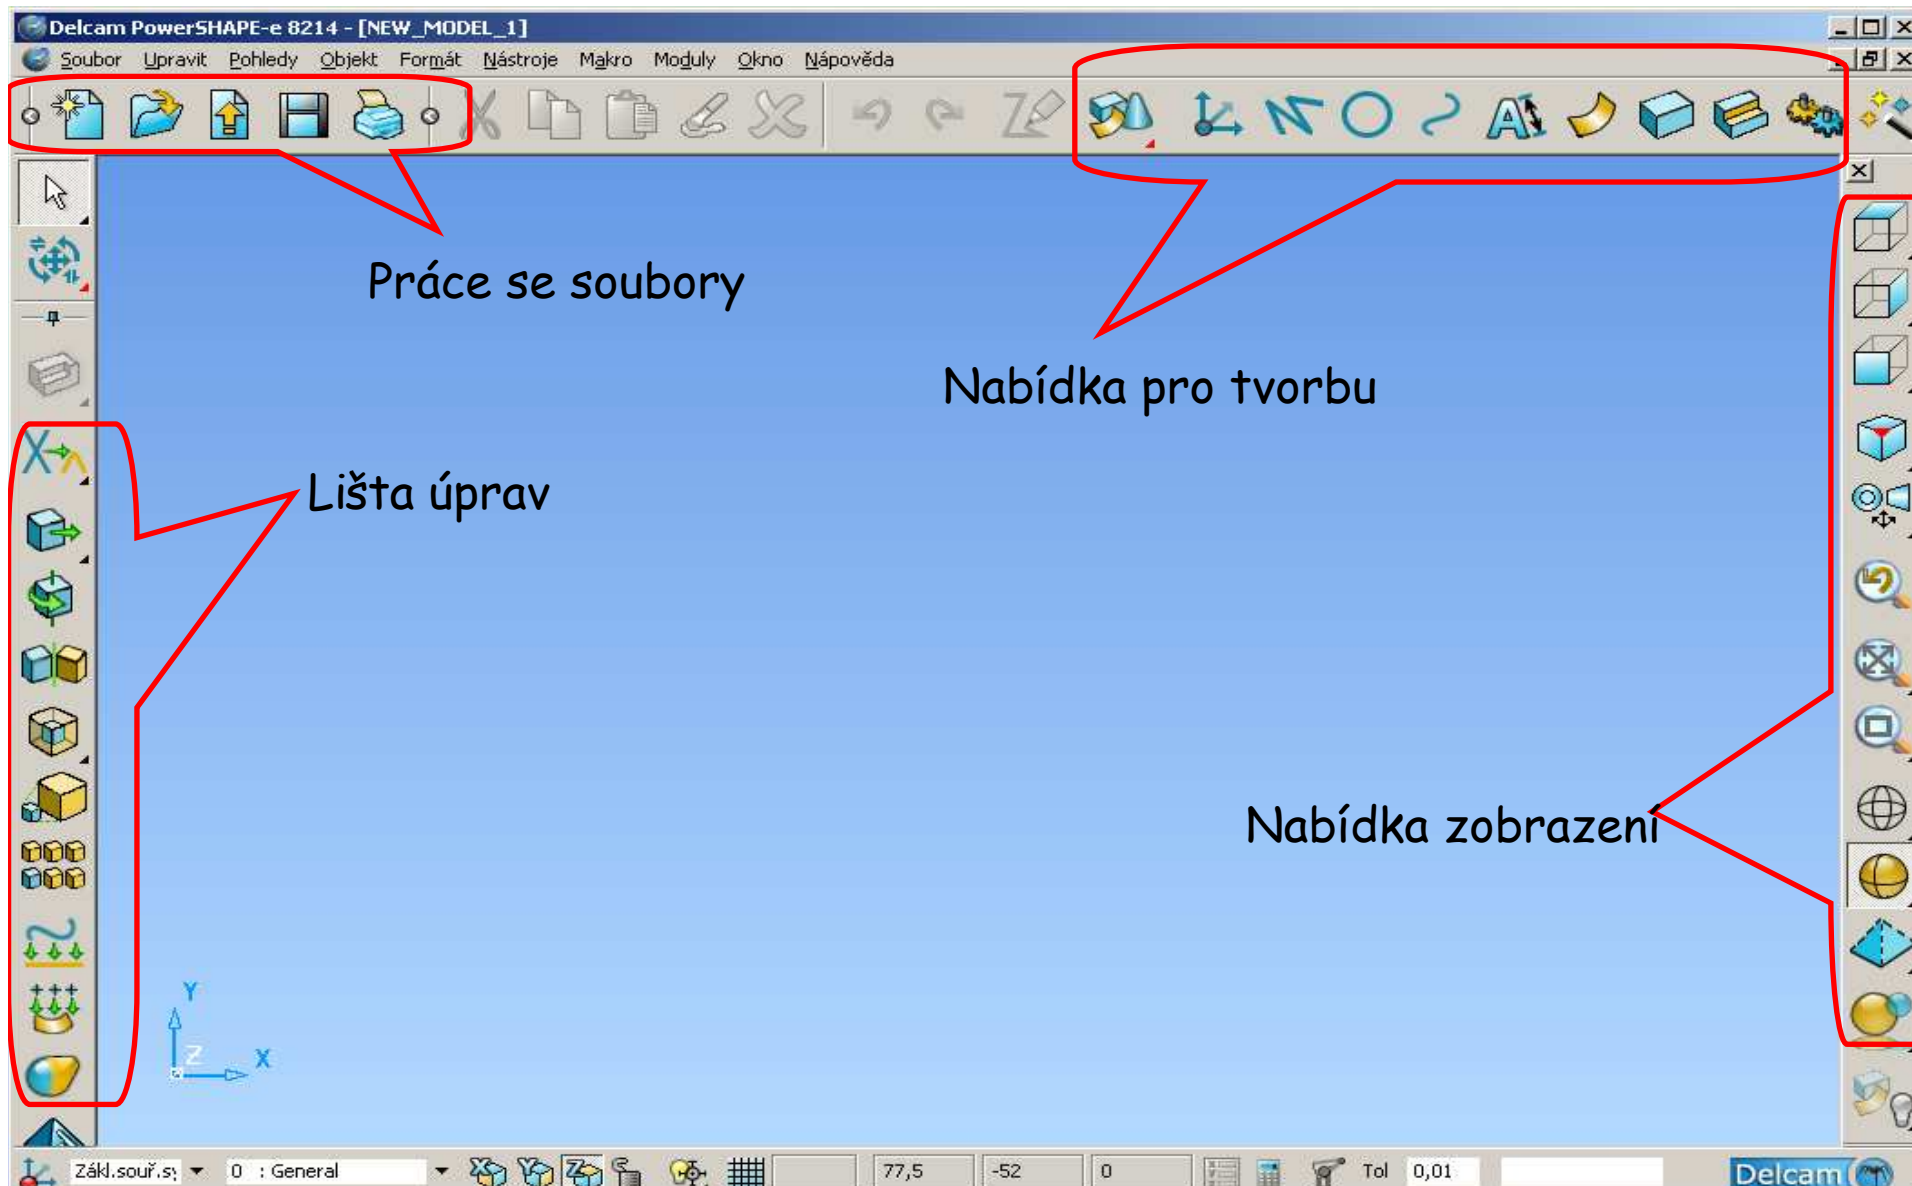 Delcam PowerSHAPE-e 8214 - [NEW_MODEL_1]
Soubor Upravit Pohledy Objekt Formát Nástroje Makro Moduly Okno Nápověda
Práce se soubory
Nabídka pro tvorbu
Lišta úprav
Nabídka zobrazení
Y
Z
X
Zákl.souř.s 0 : General 77,5 -52 0 Tol 0,01 Delcam